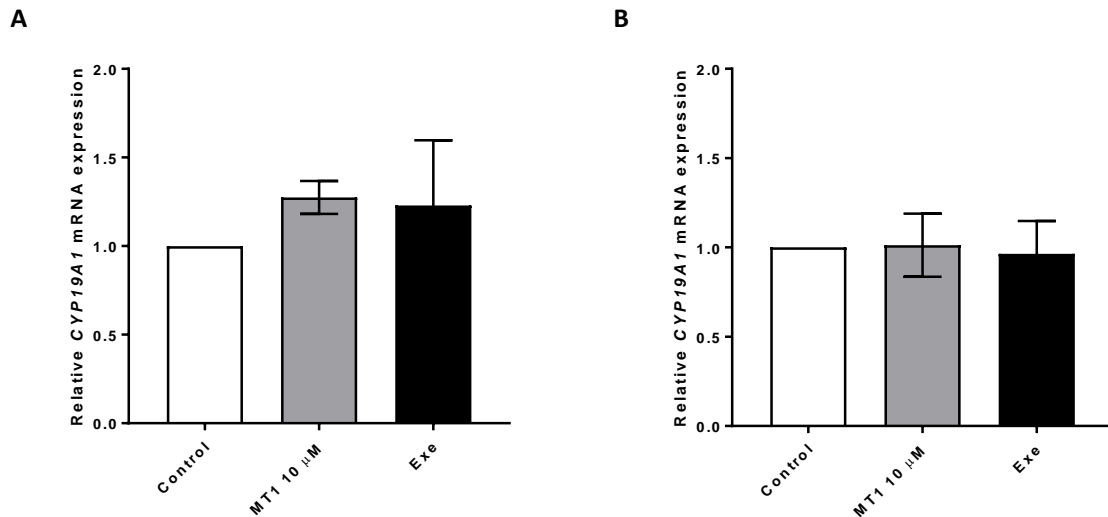 A
B
Relative CYP19A1 mRNA expression
2.0
1.5
1.0
0.5
0.0
Control
MT1 10 μM
Exe
Relative CYP19A1 mRNA expression
2.0
1.5
1.0
0.5
0.0
Control
MT1 10 μM
Exe